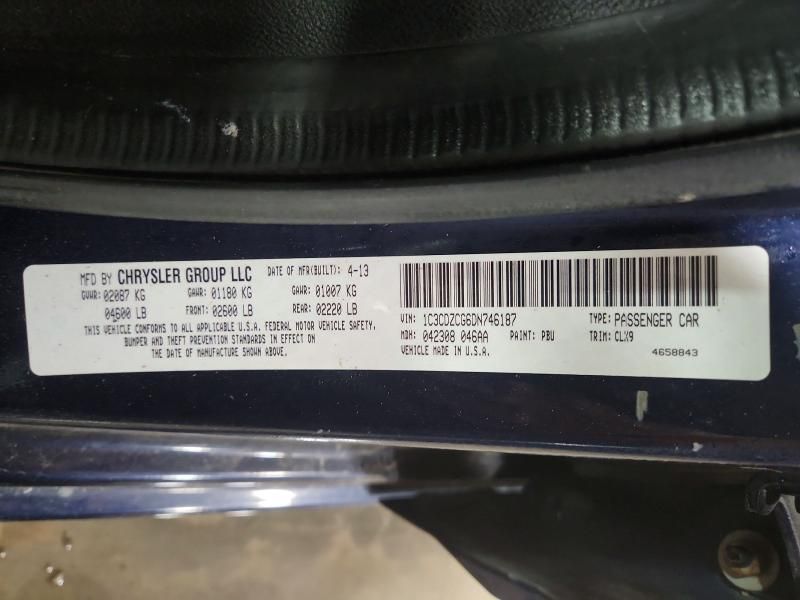 MFD BY CHRYSLER GROUP LLC DATE OF MFR(BUILT): 4-13
GVWR: 02087 KG GAWR: 01180 KG GAWR: 01007 KG
04600 LB FRONT: 02600 LB REAR: 02220 LB
THIS VEHICLE CONFORMS TO ALL APPLICABLE U.S.A. FEDERAL MOTOR VEHICLE SAFETY,
BUMPER AND THEFT PREVENTION STANDARDS IN EFFECT ON
THE DATE OF MANUFACTURE SHOWN ABOVE.
VIN: 1C3CDZCG6DN746187 TYPE: PASSENGER CAR
MDH: 042308 046AA PAINT: PBU TRIM: CLX9
VEHICLE MADE IN U.S.A. 4658843